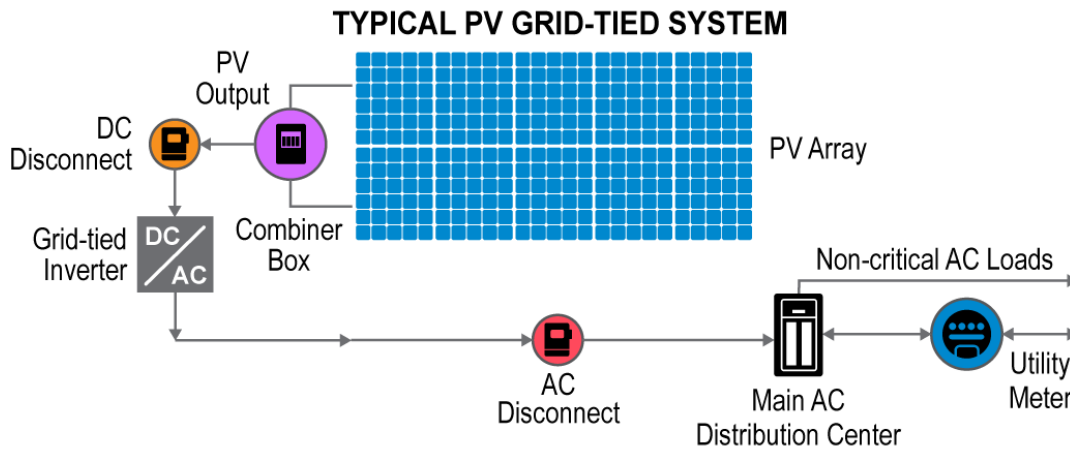 TYPICAL PV GRID-TIED SYSTEM
PV
Output
DC
Disconnect
PV Array
Combiner
Box
Grid-tied
Inverter
DC
AC
Non-critical AC Loads
AC
Disconnect
Main AC
Distribution Center
Utility
Meter